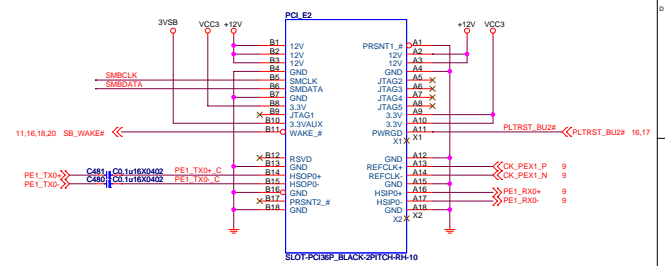 PCI_E2
3VSB VCC3 +12V +12V VCC3
B1 12V PRSNT1_# A1
B2 12V 12V A2
B3 12V 12V A3
B4 GND GND A4
SMBCLK B5 SMCLK JTAG2 A5
SMBDATA B6 SMDATA JTAG3 A6
B7 GND JTAG4 A7
B8 3.3V JTAG5 A8
B9 JTAG1 3.3V A9
B10 3.3VAUX 3.3V A10
11,16,18,20 SB_WAKE# B11 WAKE_# PWRGD A11 PLTRST_BU2# PLTRST_BU2# 16,17
X1 X1
B12 RSVD GND A12
B13 GND REFCLK+ A13 CK_PEX1_P 9
PE1_TX0+ C481 C0.1u16X0402 PE1_TX0+_C B14 HSOP0+ REFCLK- A14 CK_PEX1_N 9
PE1_TX0- C480 C0.1u16X0402 PE1_TX0-_C B15 HSOP0- GND A15
B16 GND HSIP0+ A16 PE1_RX0+ 9
B17 PRSNT2_# HSIP0- A17 PE1_RX0- 9
B18 GND GND A18
X2 X2
SLOT-PCI36P_BLACK-2PITCH-RH-10
D